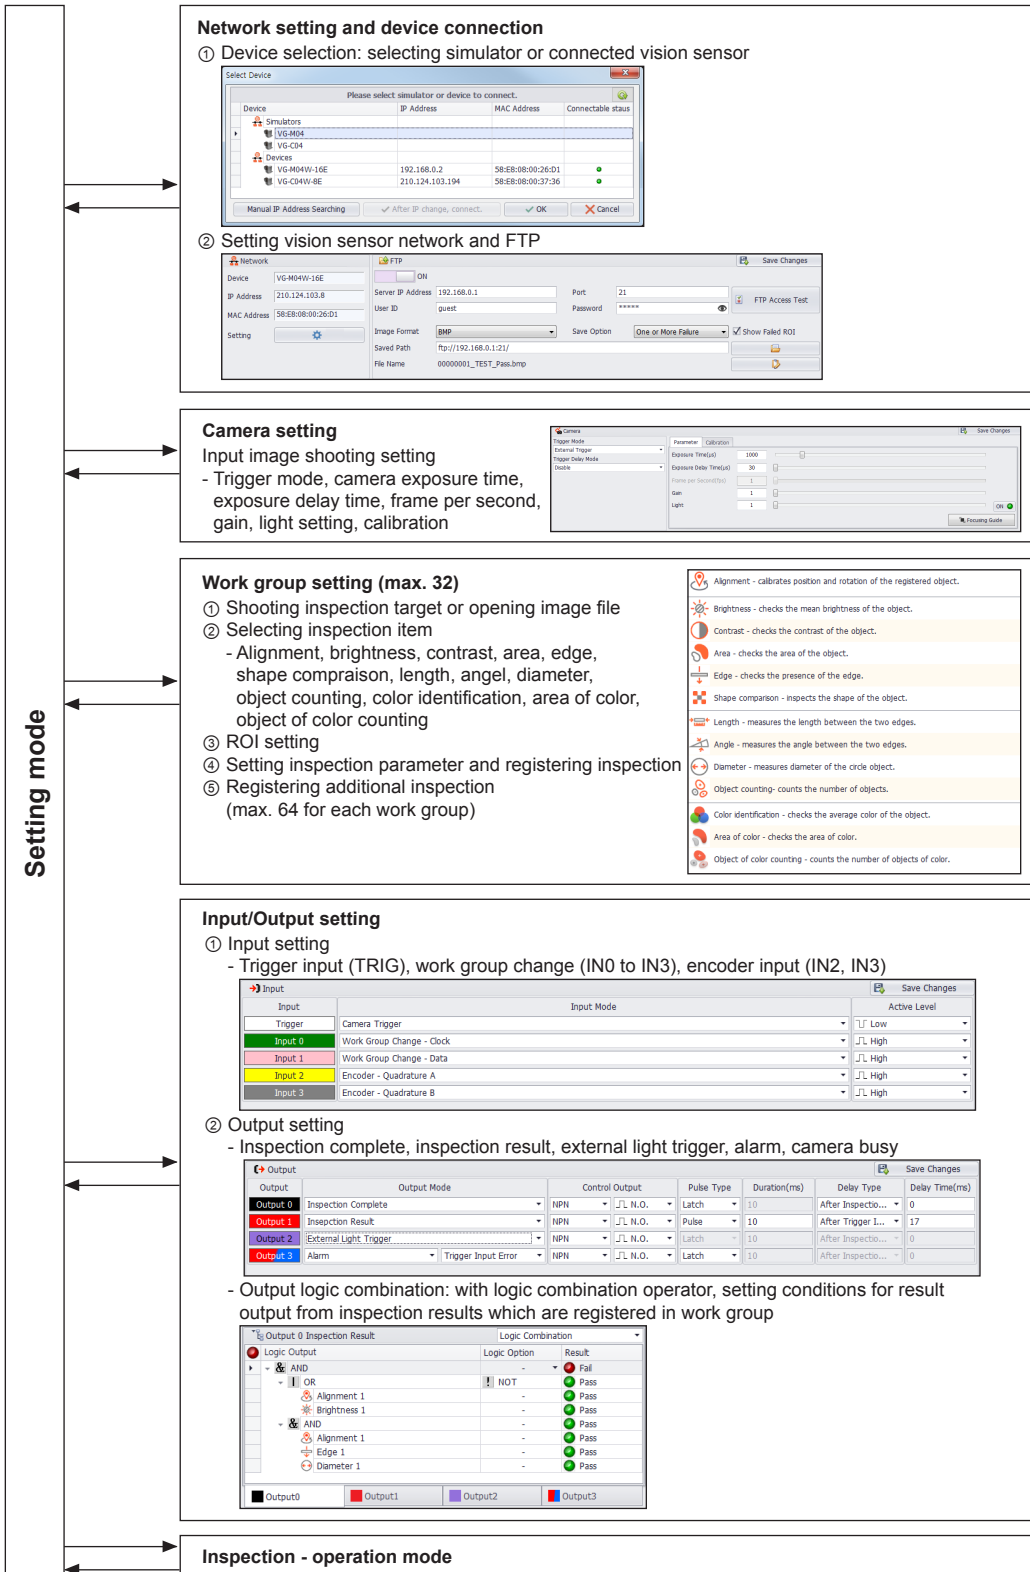 Setting mode
Network setting and device connection
① Device selection: selecting simulator or connected vision sensor
Select Device
Please select simulator or device to connect.
Device IP Address MAC Address Connectable staus
Simulators
VG-M04
VG-C04
Devices
VG-M04W-16E 192.168.0.2 58:E8:08:00:26:D1
VG-C04W-8E 210.124.103.194 58:E8:08:00:37:36
Manual IP Address Searching After IP change, connect. OK Cancel
② Setting vision sensor network and FTP
Network FTP Save Changes
Device VG-M04W-16E ON
IP Address 210.124.103.8 Server IP Address 192.168.0.1 Port 21 FTP Access Test
MAC Address 58:E8:08:00:26:D1 User ID guest Password *****
Setting Image Format BMP Save Option One or More Failure Show Failed ROI
Saved Path ftp://192.168.0.1:21/
File Name 00000001_TEST_Pass.bmp
Camera setting
Input image shooting setting
- Trigger mode, camera exposure time,
exposure delay time, frame per second,
gain, light setting, calibration
Camera Save Changes
Trigger Mode Parameter Calibration
External Trigger Exposure Time(μs) 1000
Trigger Delay Mode
Disable Exposure Delay Time(μs) 30
Frame per Second(fps) 1
Gain 1
Light 1 ON
Focusing Guide
Work group setting (max. 32)
① Shooting inspection target or opening image file
② Selecting inspection item
- Alignment, brightness, contrast, area, edge,
shape compraison, length, angel, diameter,
object counting, color identification, area of color,
object of color counting
③ ROI setting
④ Setting inspection parameter and registering inspection
⑤ Registering additional inspection
(max. 64 for each work group)
Alignment - calibrates position and rotation of the registered object.
Brightness - checks the mean brightness of the object.
Contrast - checks the contrast of the object.
Area - checks the area of the object.
Edge - checks the presence of the edge.
Shape comparison - inspects the shape of the object.
Length - measures the length between the two edges.
Angle - measures the angle between the two edges.
Diameter - measures diameter of the circle object.
Object counting- counts the number of objects.
Color identification - checks the average color of the object.
Area of color - checks the area of color.
Object of color counting - counts the number of objects of color.
Input/Output setting
① Input setting
- Trigger input (TRIG), work group change (IN0 to IN3), encoder input (IN2, IN3)
Input Save Changes
Input Input Mode Active Level
Trigger Camera Trigger Low
Input 0 Work Group Change - Clock High
Input 1 Work Group Change - Data High
Input 2 Encoder - Quadrature A High
Input 3 Encoder - Quadrature B High
② Output setting
- Inspection complete, inspection result, external light trigger, alarm, camera busy
Output Save Changes
Output Output Mode Control Output Pulse Type Duration(ms) Delay Type Delay Time(ms)
Output 0 Inspection Complete NPN N.O. Latch 10 After Inspectio... 0
Output 1 Inseption Result NPN N.O. Pulse 10 After Trigger I... 17
Output 2 External Light Trigger NPN N.O. Latch 10 After Inspectio... 0
Output 3 Alarm Trigger Input Error NPN N.O. Latch 10 After Inspectio... 0
- Output logic combination: with logic combination operator, setting conditions for result
output from inspection results which are registered in work group
Output 0 Inspection Result Logic Combination
Logic Output Logic Option Result
& AND - Fail
| OR ! NOT Pass
Alignment 1 - Pass
Brightness 1 - Pass
& AND - Pass
Alignment 1 - Pass
Edge 1 - Pass
Diameter 1 - Pass
Output0 Output1 Output2 Output3
Inspection - operation mode